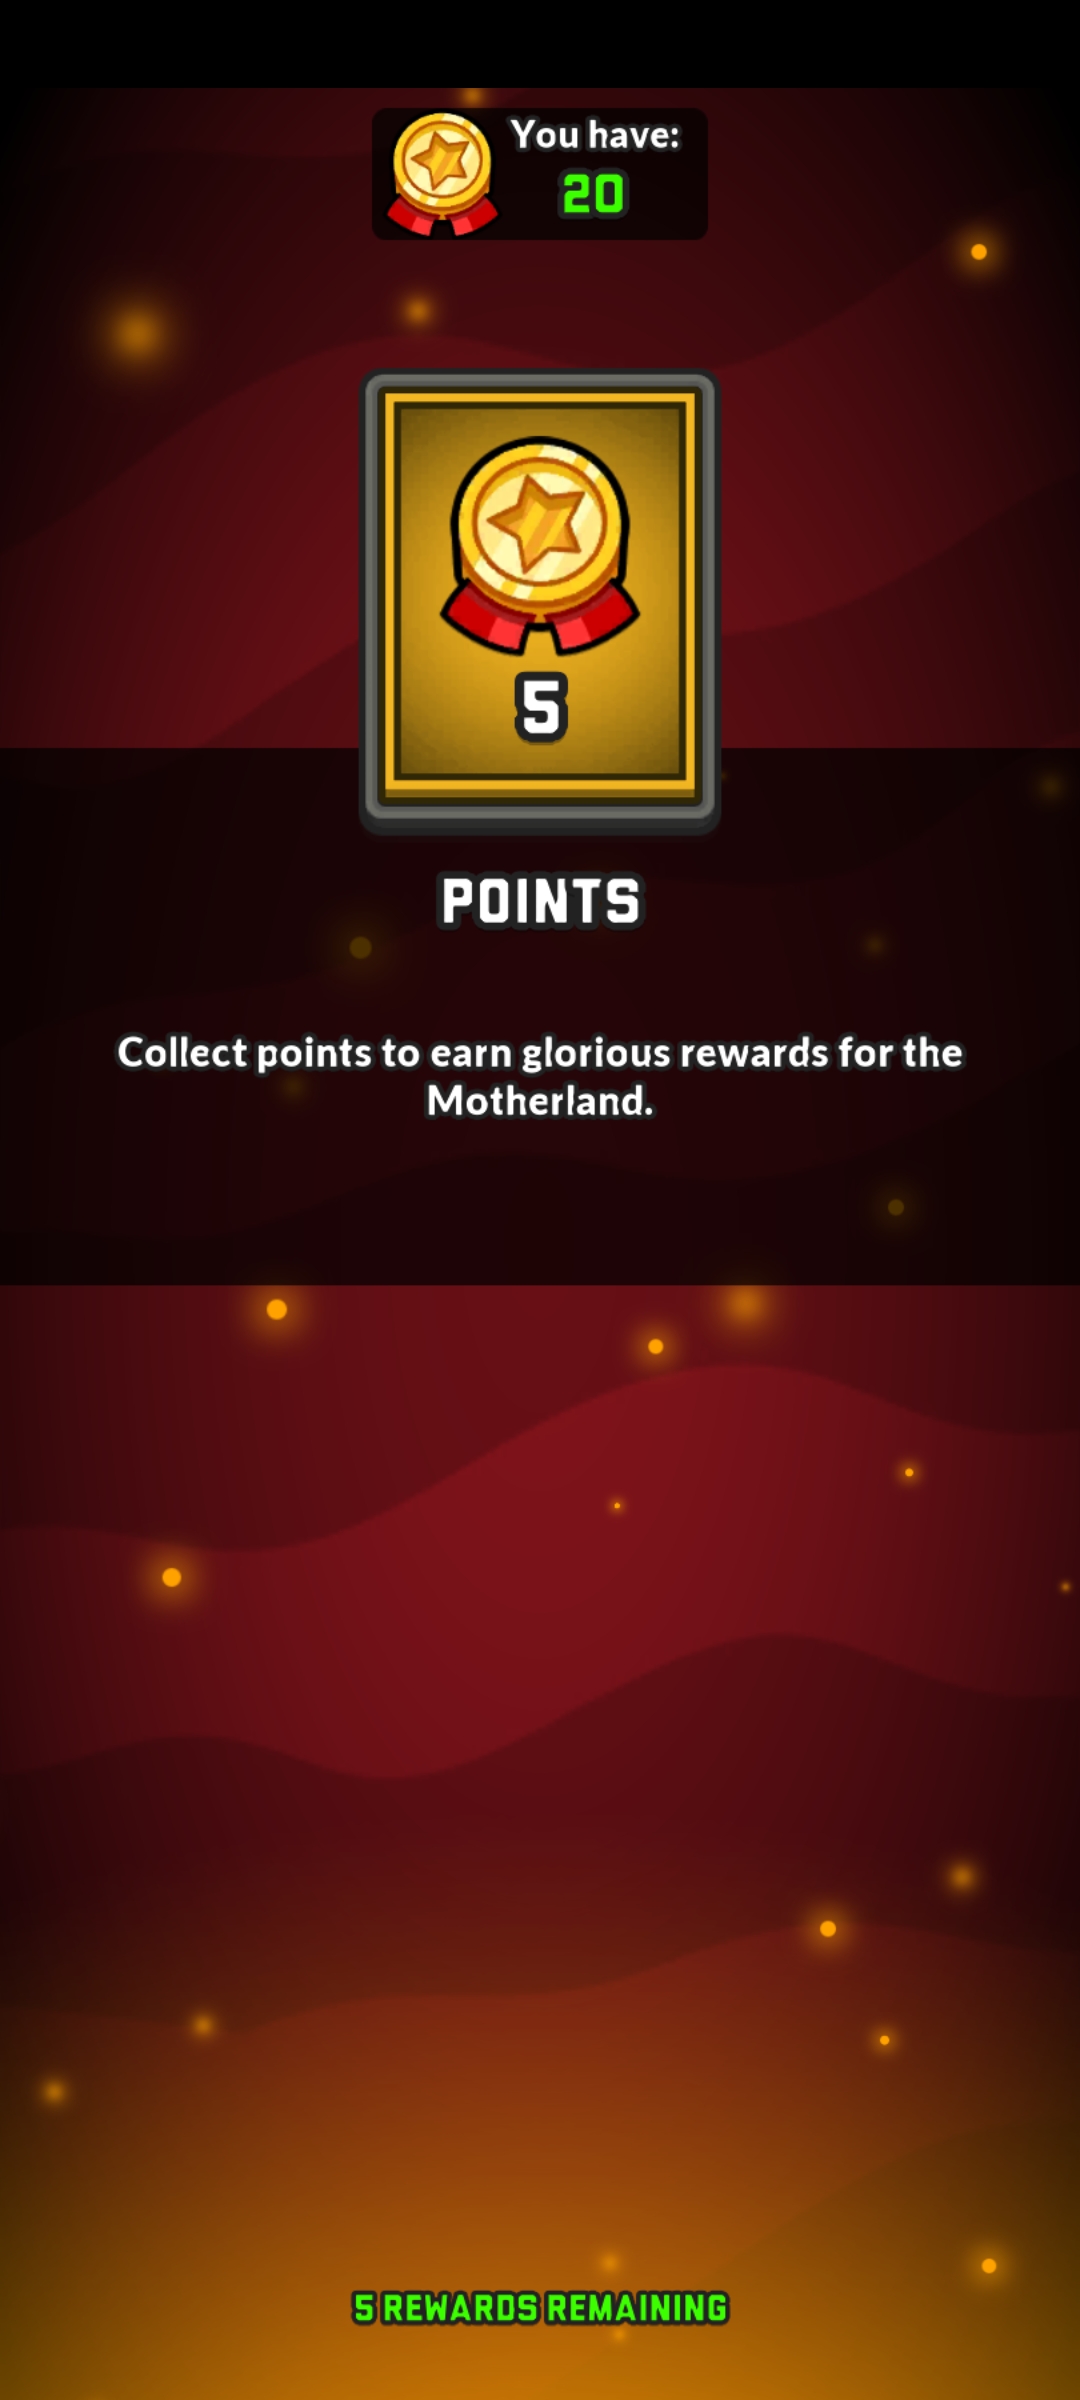 You have:
20
5
POINTS
Collect points to earn glorious rewards for the
Motherland.
5 REWARDS REMAINING